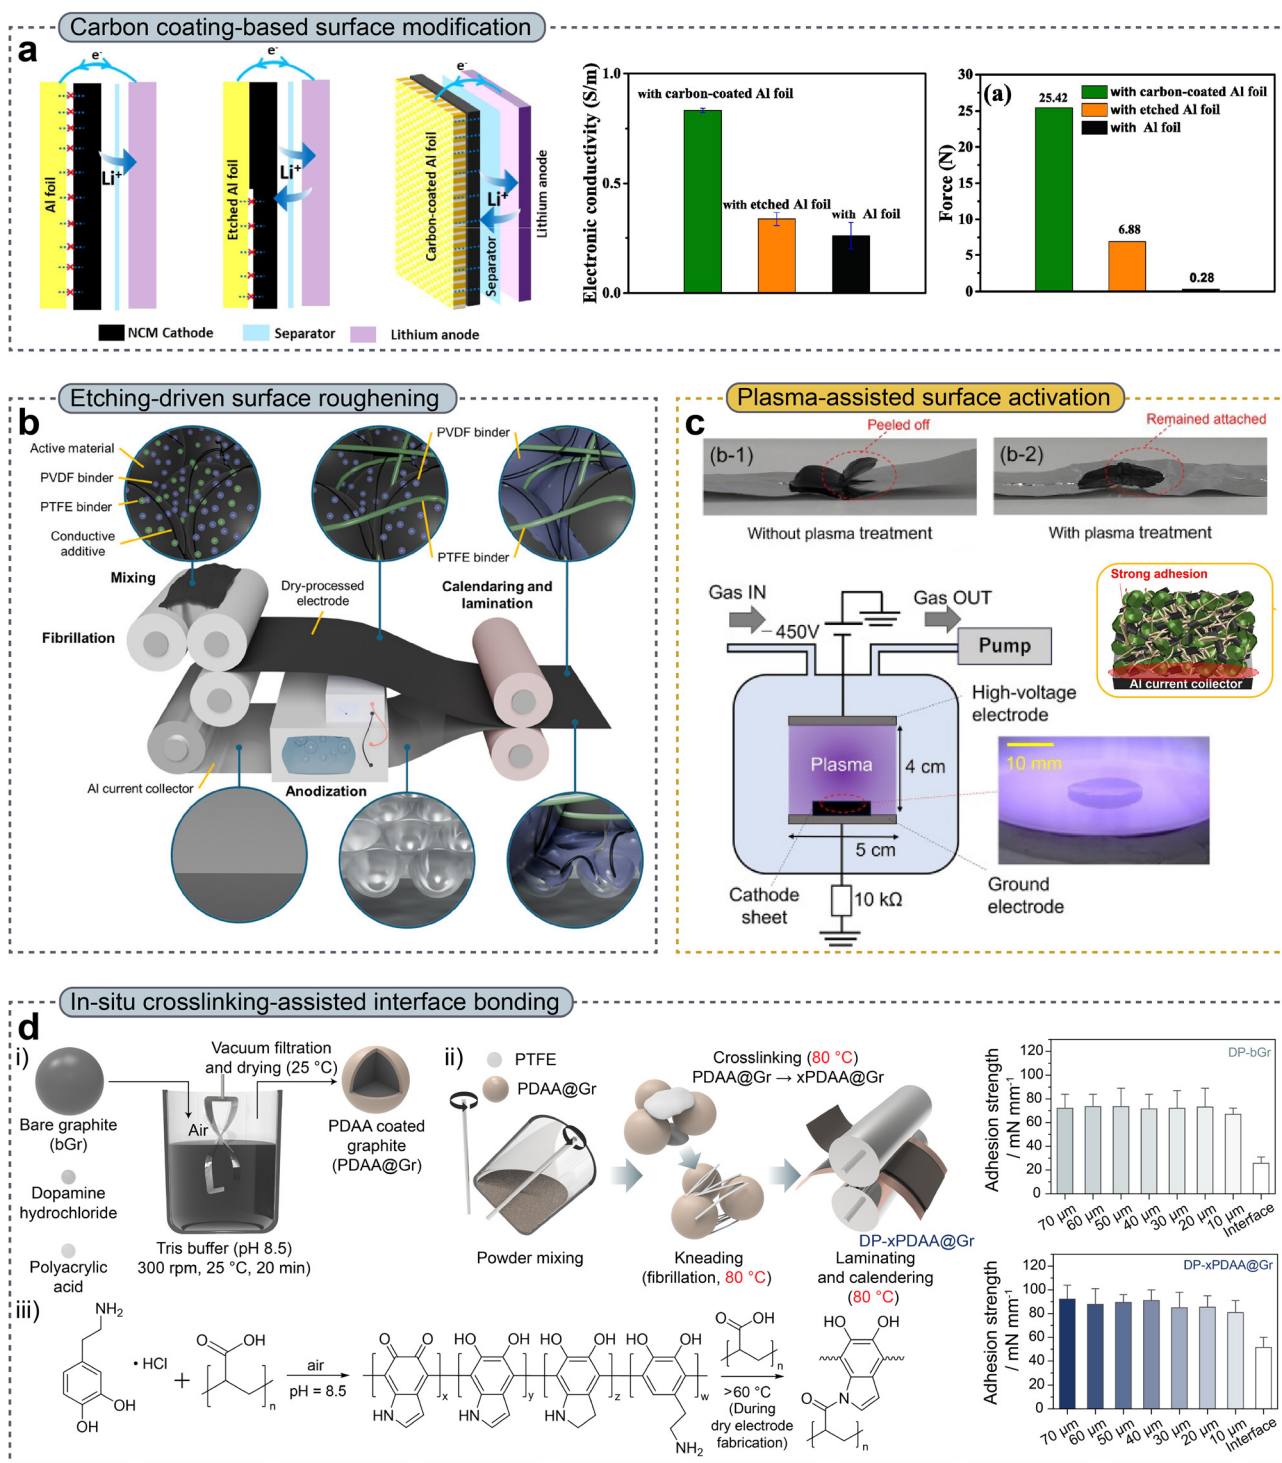 Carbon coating-based surface modification
a
e-
e-
e-
Al foil
Li+
Etched Al foil
Li+
Carbon-coated Al foil
Separator
Li+
Lithium anode
NCM Cathode
Separator
Lithium anode
Electronic conductivity (S/m)
1.0
0.5
0.0
with carbon-coated Al foil
with etched Al foil
with Al foil
Force (N)
30
25
20
15
10
5
0
(a)
with carbon-coated Al foil
with etched Al foil
with Al foil
25.42
6.88
0.28
Etching-driven surface roughening
b
Active material
PVDF binder
PTFE binder
Conductive
additive
PVDF binder
PTFE binder
Mixing
Fibrillation
Dry-processed
electrode
Calendaring and
lamination
Al current collector
Anodization
Plasma-assisted surface activation
c
(b-1)
Peeled off
(b-2)
Remained attached
Without plasma treatment
With plasma treatment
Gas IN
−450V
Gas OUT
Pump
Strong adhesion
Al current collector
High-voltage
electrode
Plasma
4 cm
10 mm
5 cm
Cathode
sheet
10 kΩ
Ground
electrode
In-situ crosslinking-assisted interface bonding
d
i)
Bare graphite
(bGr)
Dopamine
hydrochloride
Polyacrylic
acid
Vacuum filtration
and drying (25 °C)
Air
PDAA coated
graphite
(PDAA@Gr)
Tris buffer (pH 8.5)
300 rpm, 25 °C, 20 min)
ii)
PTFE
PDAA@Gr
Powder mixing
Crosslinking (80 °C)
PDAA@Gr → xPDAA@Gr
Kneading
(fibrillation, 80 °C)
DP-xPDAA@Gr
Laminating
and calendering
(80 °C)
iii)
NH2
OH
OH
• HCl
+
O
OH
n
air
pH = 8.5
O
O
HN
x
HO
OH
HN
y
HO
OH
HN
z
HO
OH
w
NH2
O
OH
n
>60 °C
(During
dry electrode
fabrication)
HO
OH
N
O
n
Adhesion strength
/ mN mm-1
120
100
80
60
40
20
0
DP-bGr
70 μm
60 μm
50 μm
40 μm
30 μm
20 μm
10 μm
Interface
Adhesion strength
/ mN mm-1
120
100
80
60
40
20
0
DP-xPDAA@Gr
70 μm
60 μm
50 μm
40 μm
30 μm
20 μm
10 μm
Interface